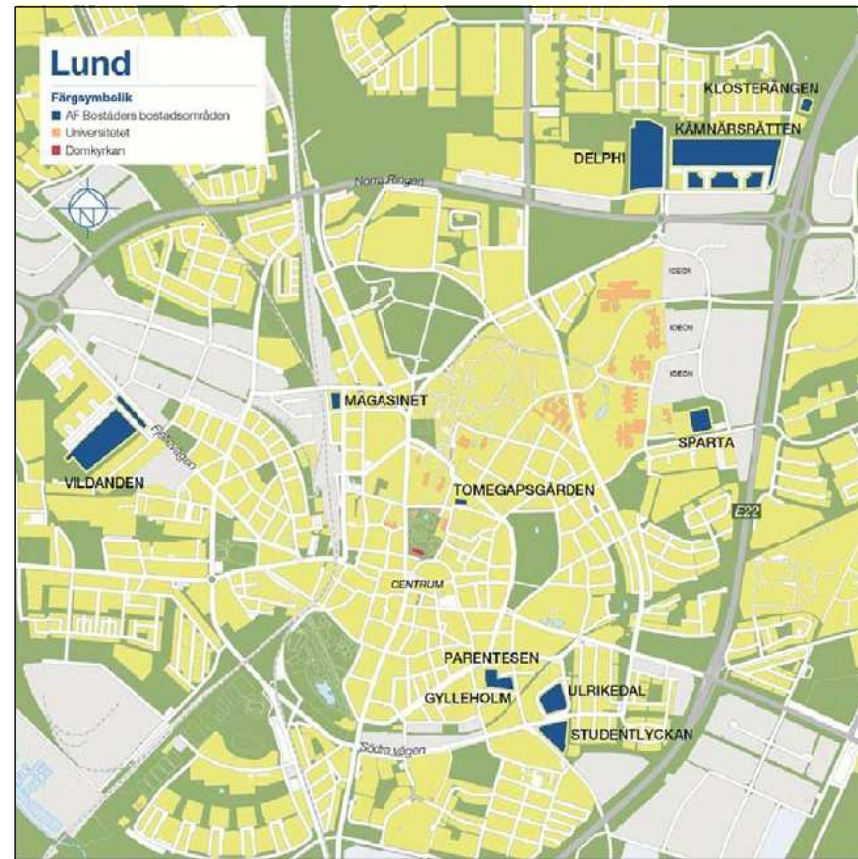 Lund
Färgsymbolik
AF Bostäders bostadsområden
Universitetet
Domkyrkan
N
KLOSTERÄNGEN
KÄMNÄRSRÄTTEN
DELPHI
Norra Ringen
IDEON
IDEON
IDEON
MAGASINET
SPARTA
Fjelievägen
VILDANDEN
TOMEGAPSGÅRDEN
E22
CENTRUM
PARENTESEN
GYLLEHOLM
ULRIKEDAL
STUDENTLYCKAN
Södra vägen